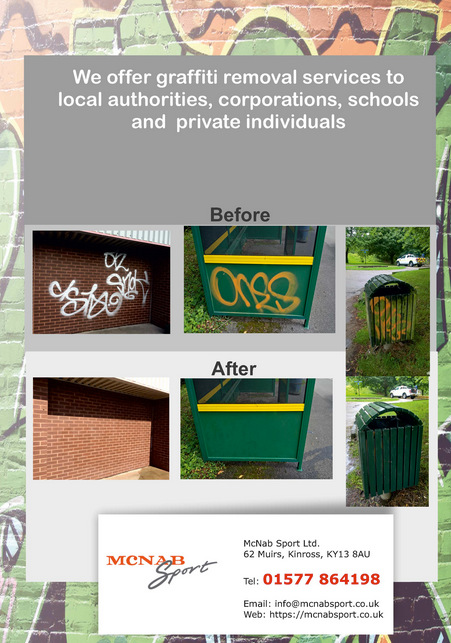 We offer graffiti removal services to
local authorities, corporations, schools
and private individuals
Before
ones
After
MCNAB
Sport
McNab Sport Ltd.
62 Muirs, Kinross, KY13 8AU
Tel: 01577 864198
Email: info@mcnabsport.co.uk
Web: https://mcnabsport.co.uk